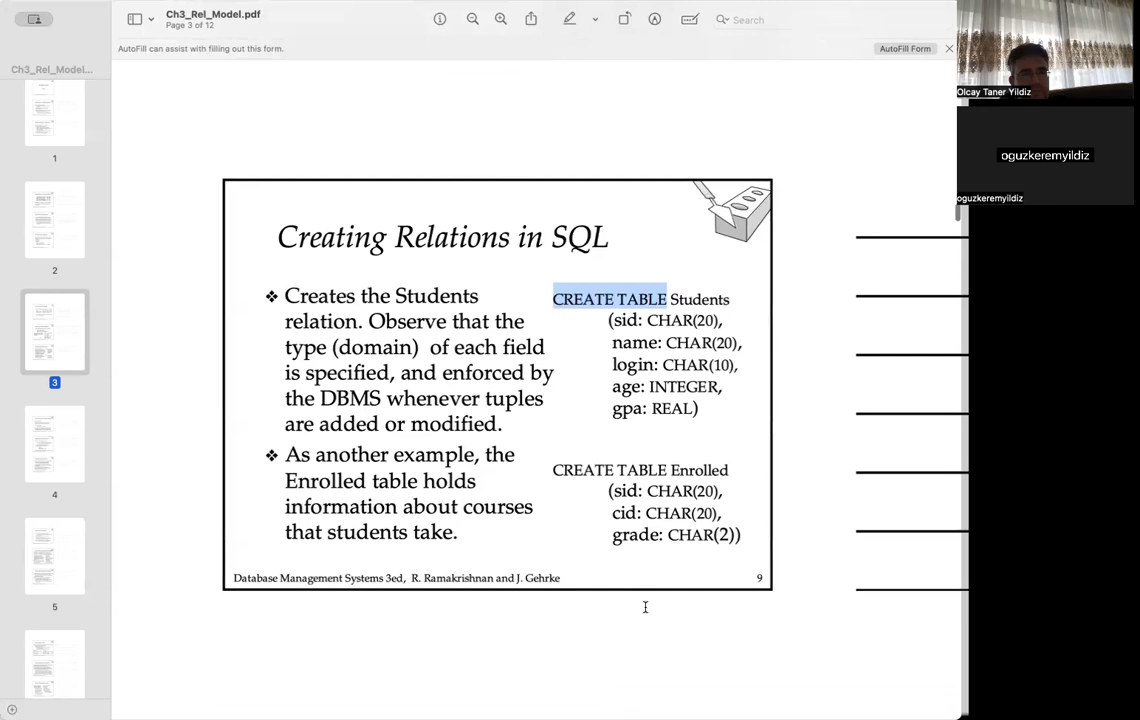 Ch3_Rel_Model.pdf
Page 3 of 12
Search
AutoFill can assist with filling out this form.
AutoFill Form
Ch3_Rel_Model...
1
2
3
4
5
Creating Relations in SQL
❖ Creates the Students
relation. Observe that the
type (domain) of each field
is specified, and enforced by
the DBMS whenever tuples
are added or modified.
❖ As another example, the
Enrolled table holds
information about courses
that students take.
CREATE TABLE Students
(sid: CHAR(20),
name: CHAR(20),
login: CHAR(10),
age: INTEGER,
gpa: REAL)
CREATE TABLE Enrolled
(sid: CHAR(20),
cid: CHAR(20),
grade: CHAR(2))
Database Management Systems 3ed, R. Ramakrishnan and J. Gehrke
9
Olcay Taner Yildiz
oguzkeremyildiz
oguzkeremyildiz